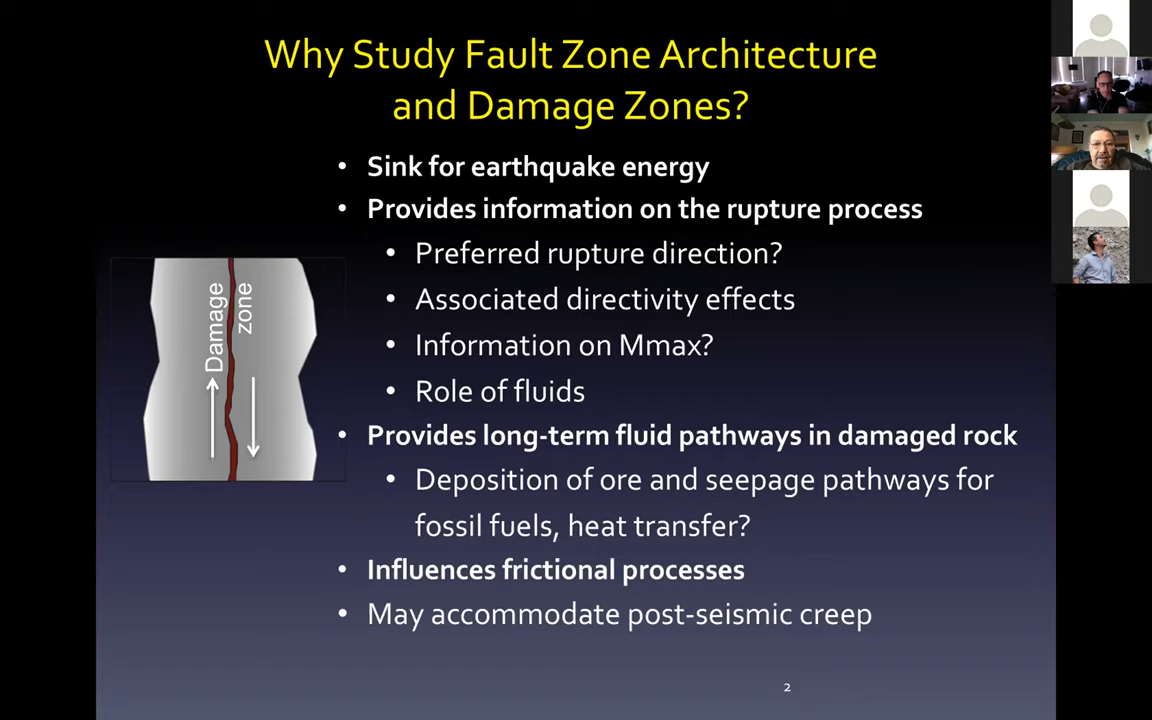 Why Study Fault Zone Architecture
and Damage Zones?
• Sink for earthquake energy
• Provides information on the rupture process
• Preferred rupture direction?
• Associated directivity effects
• Information on Mmax?
• Role of fluids
• Provides long-term fluid pathways in damaged rock
• Deposition of ore and seepage pathways for
fossil fuels, heat transfer?
• Influences frictional processes
• May accommodate post-seismic creep
Damage
zone
2